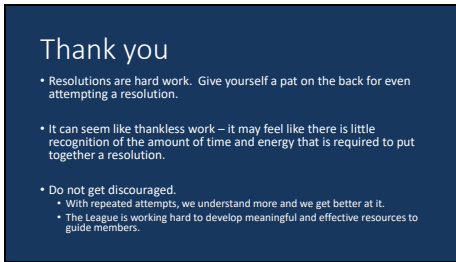 Thank you
• Resolutions are hard work.  Give yourself a pat on the back for even
attempting a resolution.
• It can seem like thankless work – it may feel like there is little
recognition of the amount of time and energy that is required to put
together a resolution.
• Do not get discouraged.
• With repeated attempts, we understand more and we get better at it.
• The League is working hard to develop meaningful and effective resources to
guide members.